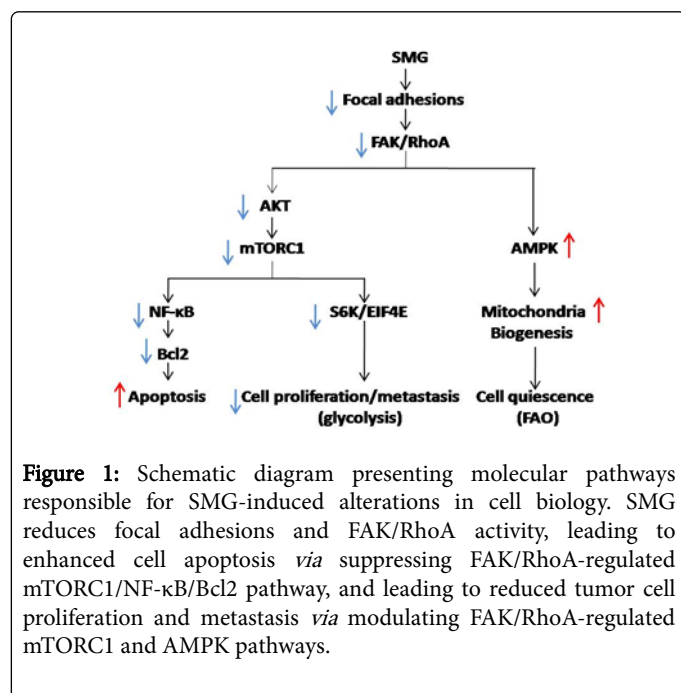 SMG
Focal adhesions
FAK/RhoA
AKT
mTORC1
AMPK
NF-κB
S6K/EIF4E
Mitochondria
Biogenesis
Bcl2
Apoptosis
Cell proliferation/metastasis
(glycolysis)
Cell quiescence
(FAO)
Figure 1: Schematic diagram presenting molecular pathways
responsible for SMG-induced alterations in cell biology. SMG
reduces focal adhesions and FAK/RhoA activity, leading to
enhanced cell apoptosis via suppressing FAK/RhoA-regulated
mTORC1/NF-κB/Bcl2 pathway, and leading to reduced tumor cell
proliferation and metastasis via modulating FAK/RhoA-regulated
mTORC1 and AMPK pathways.